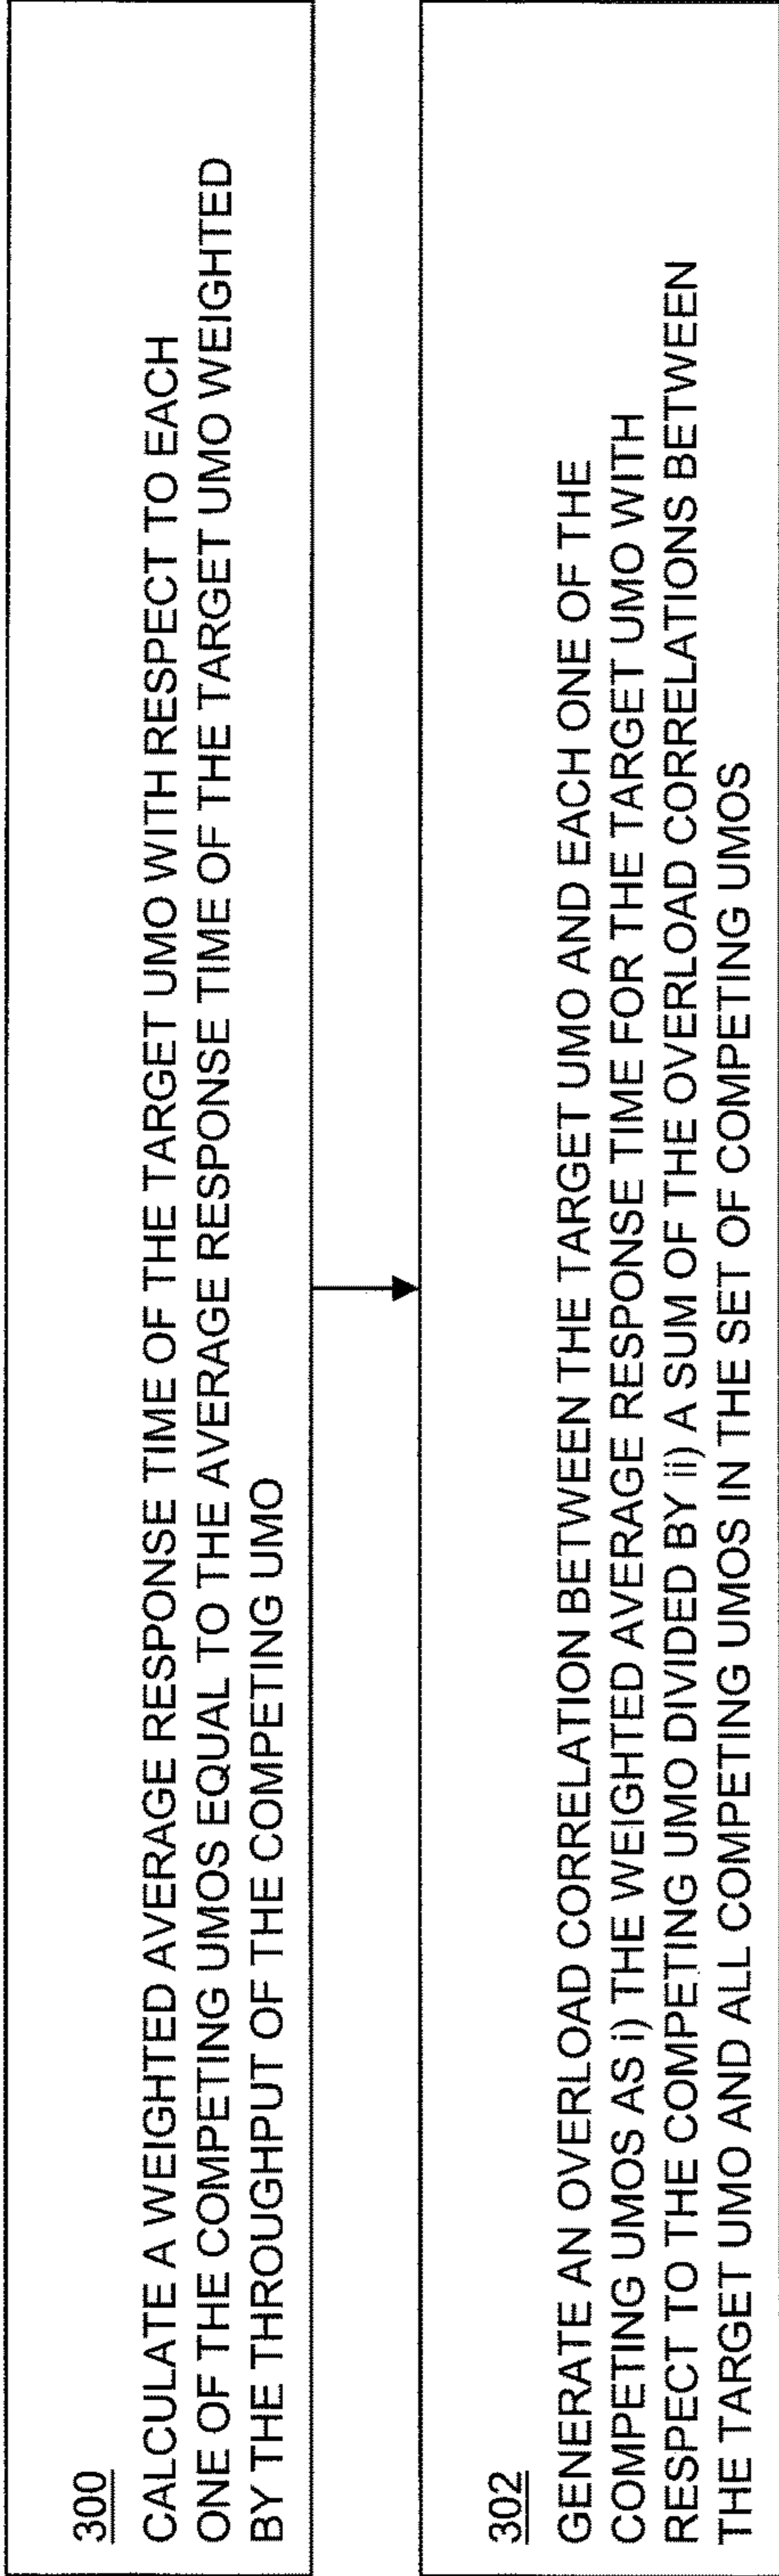 300
CALCULATE A WEIGHTED AVERAGE RESPONSE TIME OF THE TARGET UMO WITH RESPECT TO EACH
ONE OF THE COMPETING UMOS EQUAL TO THE AVERAGE RESPONSE TIME OF THE TARGET UMO WEIGHTED
BY THE THROUGHPUT OF THE COMPETING UMO
302
GENERATE AN OVERLOAD CORRELATION BETWEEN THE TARGET UMO AND EACH ONE OF THE
COMPETING UMOS AS i) THE WEIGHTED AVERAGE RESPONSE TIME FOR THE TARGET UMO WITH
RESPECT TO THE COMPETING UMO DIVIDED BY ii) A SUM OF THE OVERLOAD CORRELATIONS BETWEEN
THE TARGET UMO AND ALL COMPETING UMOS IN THE SET OF COMPETING UMOS